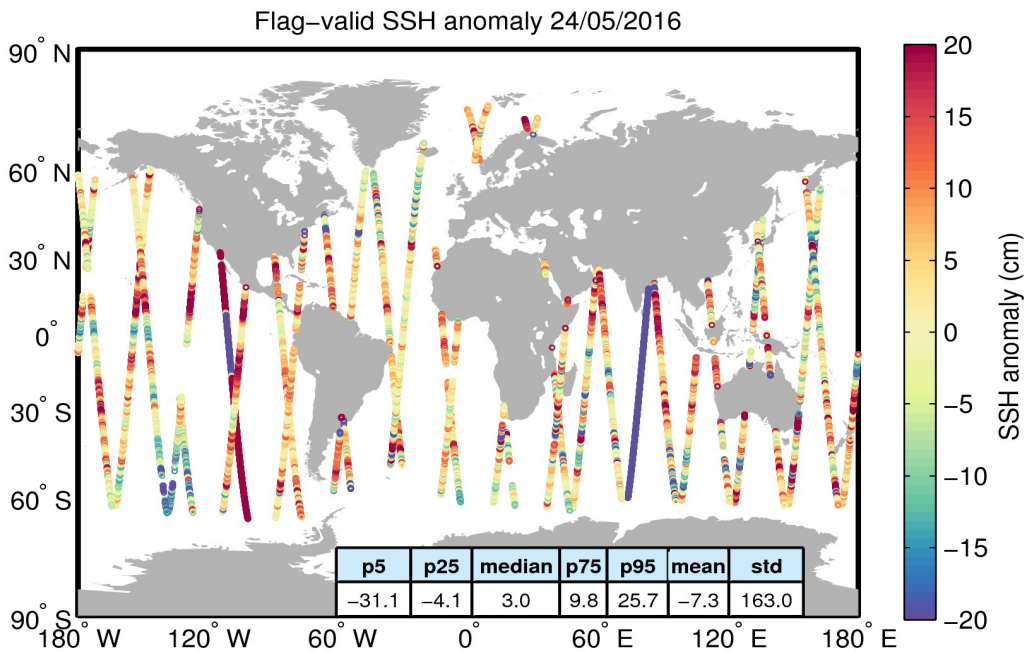 Flag−valid SSH anomaly 24/05/2016
90° N
60° N
30° N
0°
30° S
60° S
90° S
180° W
120° W
60° W
0°
60° E
120° E
180° E
p5 p25 median p75 p95 mean std
−31.1 −4.1 3.0 9.8 25.7 −7.3 163.0
20
15
10
5
0
−5
−10
−15
−20
SSH anomaly (cm)